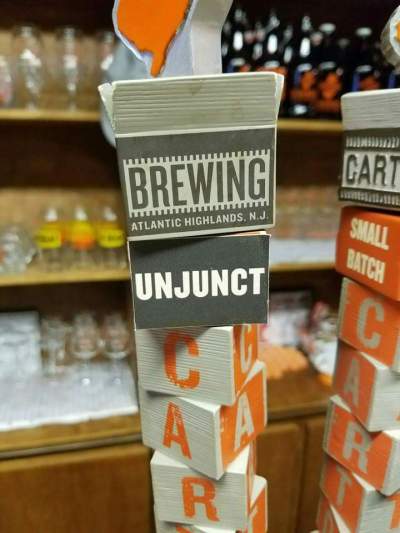 BREWING
ATLANTIC HIGHLANDS, N.J.
UNJUNCT
C
A
R
C
A
CART
SMALL
BATCH
C
A
R
T